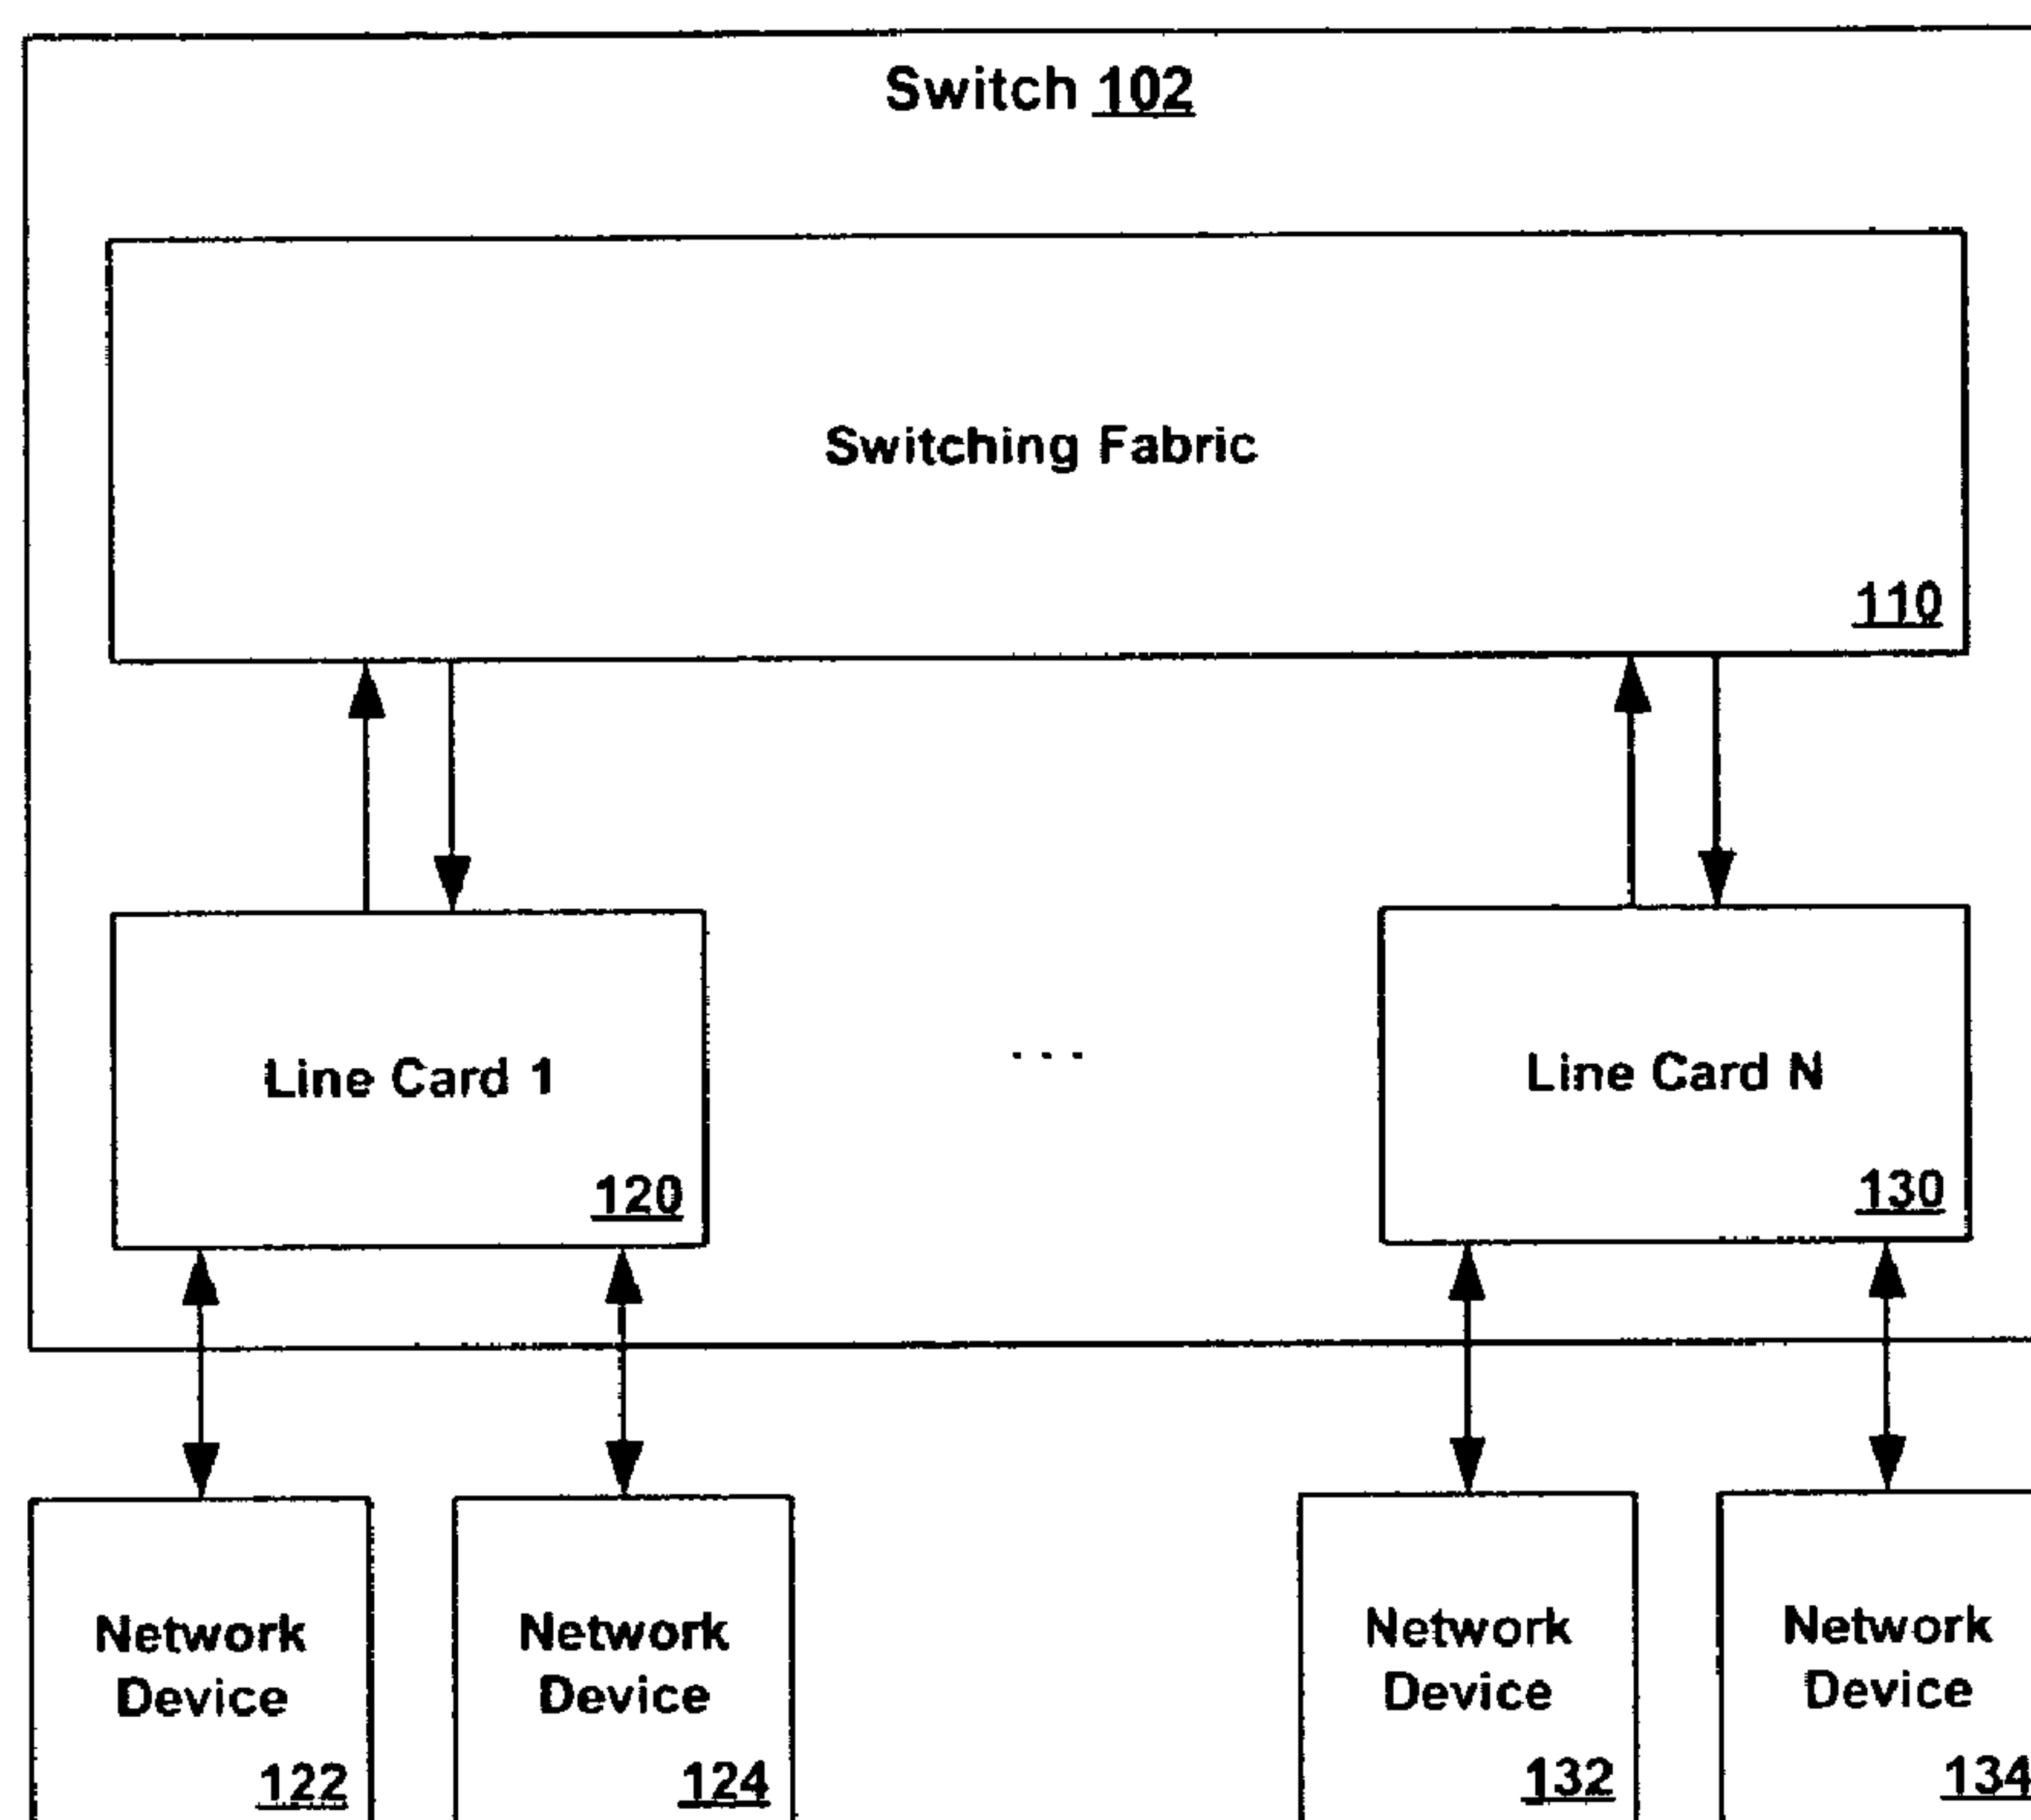 Switch 102
Switching Fabric
110
Line Card 1
120
...
Line Card N
130
Network
Device
122
Network
Device
124
Network
Device
132
Network
Device
134